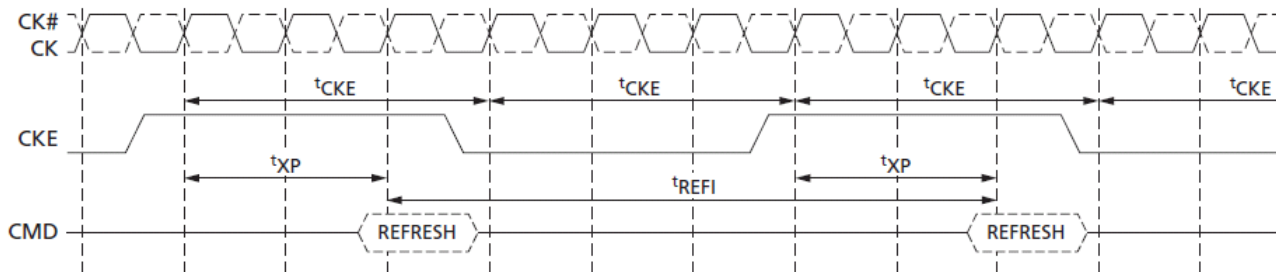 CK#
CK
tCKE tCKE tCKE tCKE
CKE
tXP tXP
tREFI
CMD REFRESH REFRESH